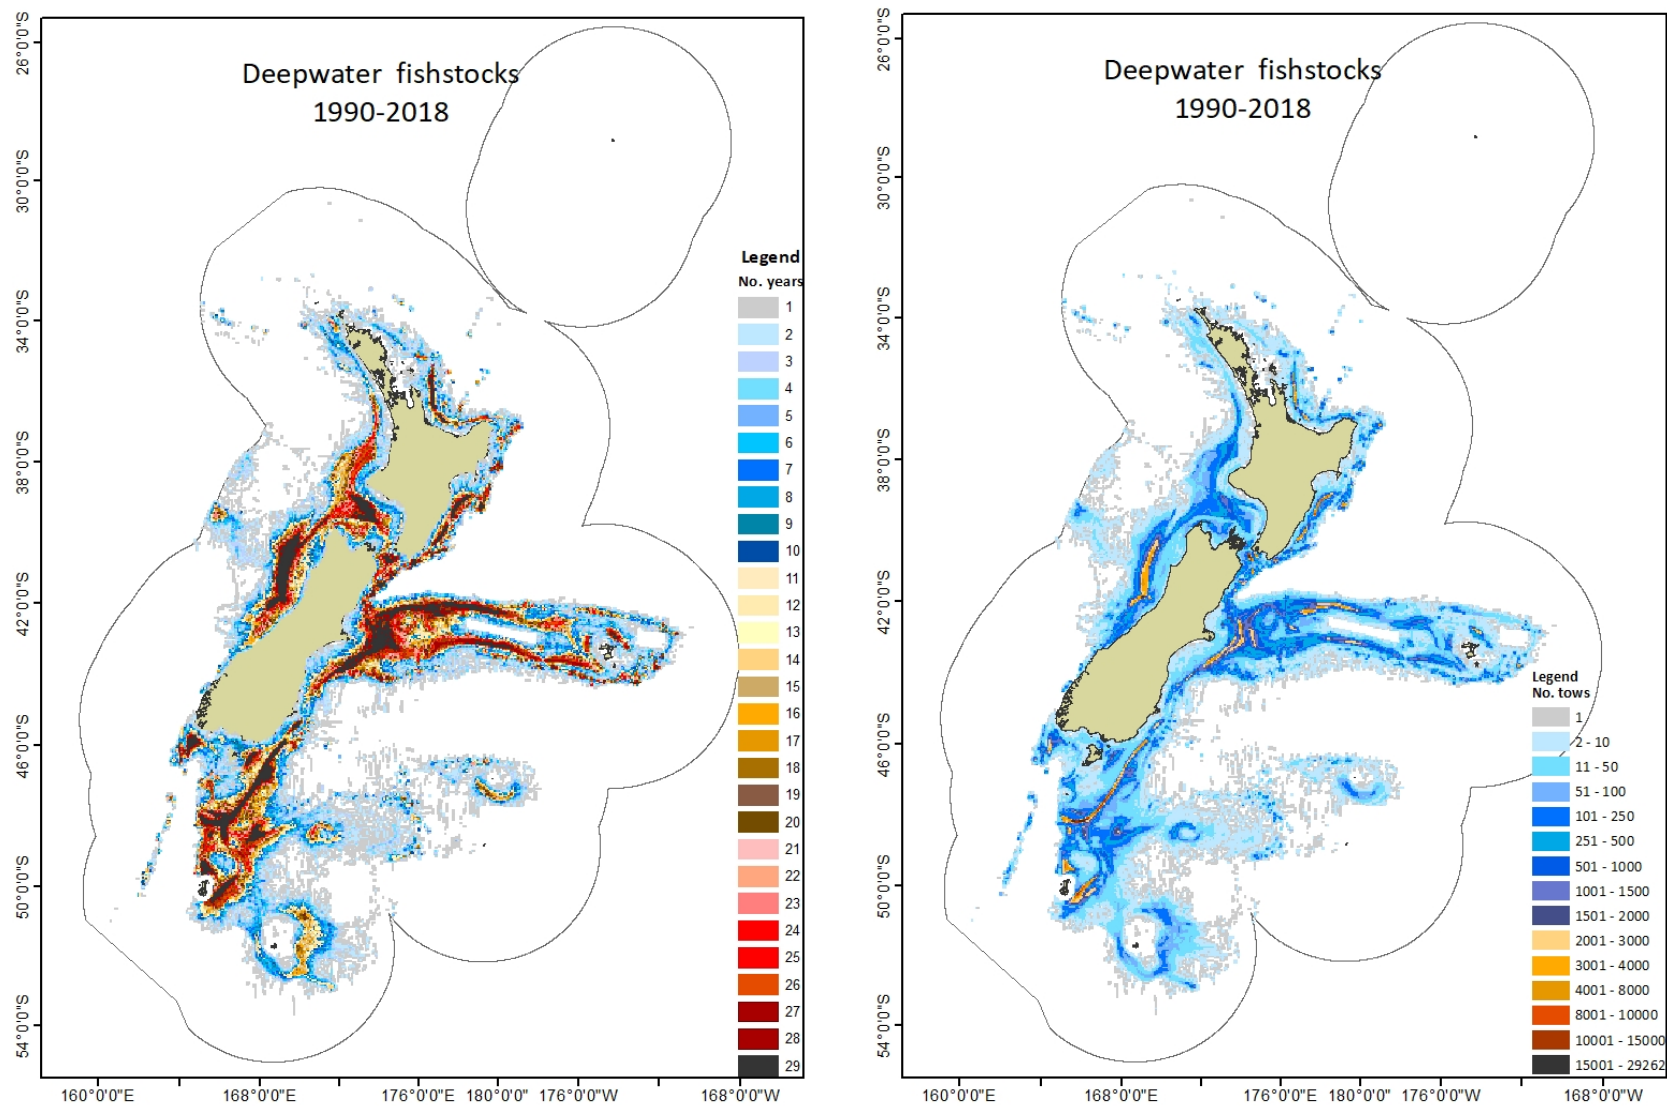 Deepwater fishstocks
1990-2018
26°0'0"S
30°0'0"S
34°0'0"S
38°0'0"S
42°0'0"S
46°0'0"S
50°0'0"S
54°0'0"S
Legend
No. years
1
2
3
4
5
6
7
8
9
10
11
12
13
14
15
16
17
18
19
20
21
22
23
24
25
26
27
28
29
160°0'0"E 168°0'0"E 176°0'0"E 180°0'0" 176°0'0"W 168°0'0"W
Deepwater fishstocks
1990-2018
26°0'0"S
30°0'0"S
34°0'0"S
38°0'0"S
42°0'0"S
46°0'0"S
50°0'0"S
54°0'0"S
Legend
No. tows
1
2 - 10
11 - 50
51 - 100
101 - 250
251 - 500
501 - 1000
1001 - 1500
1501 - 2000
2001 - 3000
3001 - 4000
4001 - 8000
8001 - 10000
10001 - 15000
15001 - 29262
160°0'0"E 168°0'0"E 176°0'0"E 180°0'0" 176°0'0"W 168°0'0"W